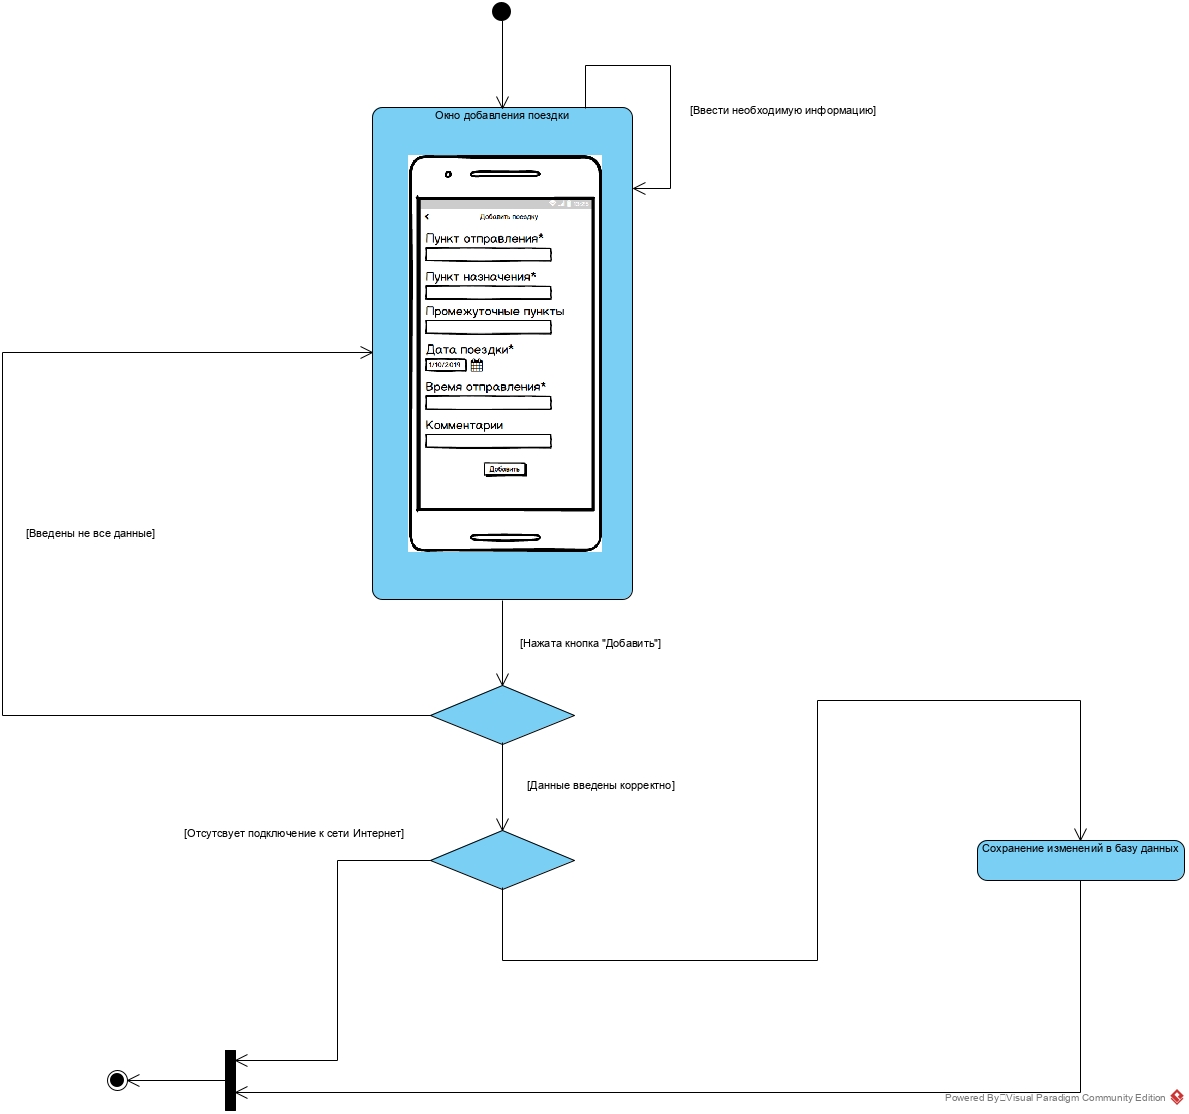 Окно добавления поездки
[Ввести необходимую информацию]
Добавить поездку
Пункт отправления*
Пункт назначения*
Промежуточные пункты
Дата поездки*
1/10/2019
Время отправления*
Комментарии
Добавить
[Введены не все данные]
[Нажата кнопка "Добавить"]
[Данные введены корректно]
[Отсутсвует подключение к сети Интернет]
Сохранение изменений в базу данных
Powered By Visual Paradigm Community Edition